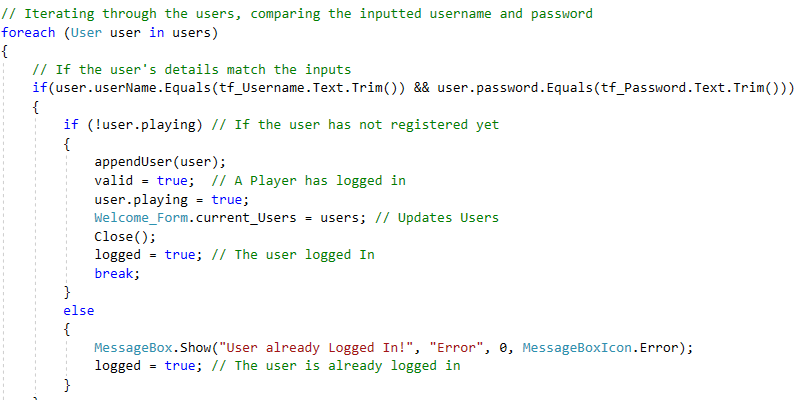 // Iterating through the users, comparing the inputted username and password
foreach (User user in users)
{
// If the user's details match the inputs
if(user.userName.Equals(tf_Username.Text.Trim()) && user.password.Equals(tf_Password.Text.Trim()))
{
if (!user.playing) // If the user has not registered yet
{
appendUser(user);
valid = true;  // A Player has logged in
user.playing = true;
Welcome_Form.current_Users = users; // Updates Users
Close();
logged = true; // The user logged In
break;
}
else
{
MessageBox.Show("User already Logged In!", "Error", 0, MessageBoxIcon.Error);
logged = true; // The user is already logged in
}